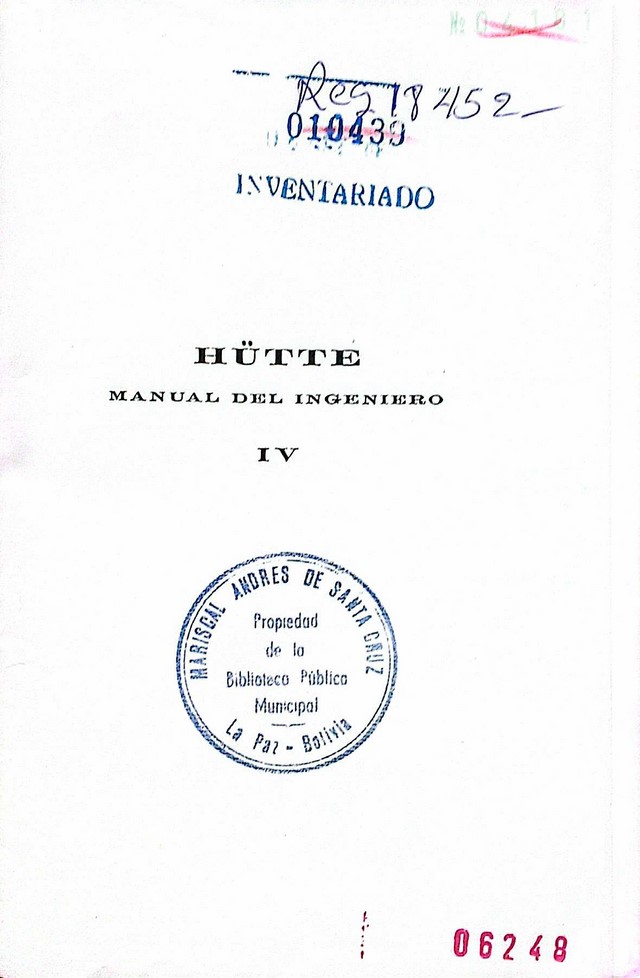 Nº
Reg 18452
010439
INVENTARIADO
HÜTTE
MANUAL DEL INGENIERO
IV
MARISCAL ANDRES DE SANTA CRUZ
Propiedad
de la
Biblioteca Pública
Municipal
La Paz - Bolivia
06248